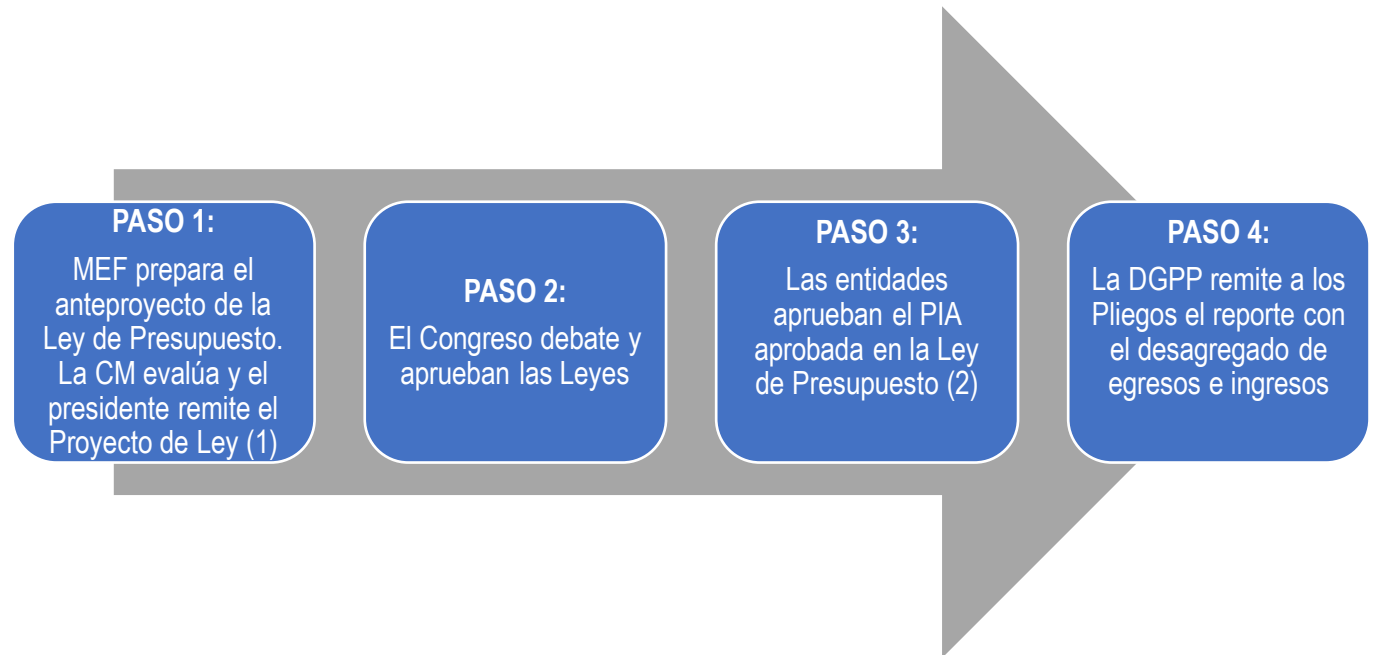 PASO 1:
MEF prepara el
anteproyecto de la
Ley de Presupuesto.
La CM evalúa y el
presidente remite el
Proyecto de Ley (1)
PASO 2:
El Congreso debate y
aprueban las Leyes
PASO 3:
Las entidades
aprueban el PIA
aprobada en la Ley
de Presupuesto (2)
PASO 4:
La DGPP remite a los
Pliegos el reporte con
el desagregado de
egresos e ingresos